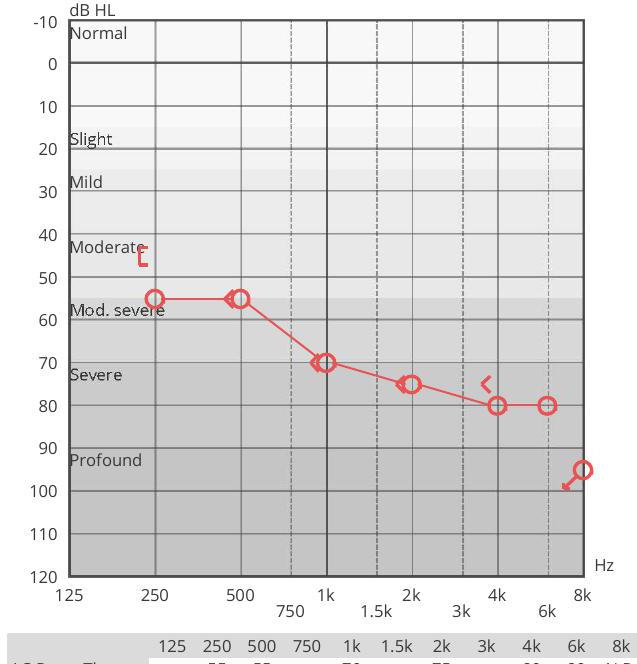 dB HL
-10
Normal
0
10
Slight
20
Mild
30
40
Moderate
50
Mod. severe
60
70
Severe
80
90
Profound
100
110
120
Hz
125 250 500 1k 2k 4k 8k
750 1.5k 3k 6k
125 250 500 750 1k 1.5k 2k 3k 4k 6k 8k